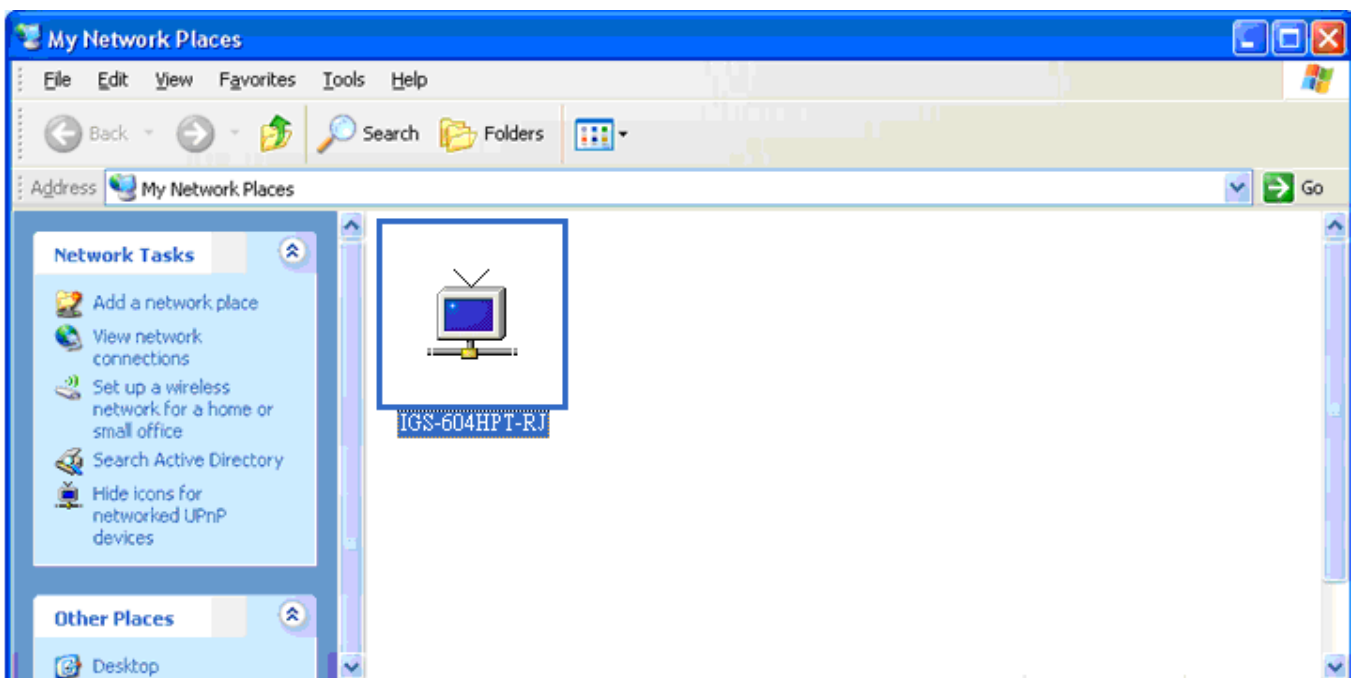 My Network Places
File Edit View Favorites Tools Help
Back Search Folders
Address My Network Places Go
Network Tasks
Add a network place
View network
connections
Set up a wireless
network for a home or
small office
Search Active Directory
Hide icons for
networked UPnP
devices
Other Places
Desktop
IGS-604HPT-RJ